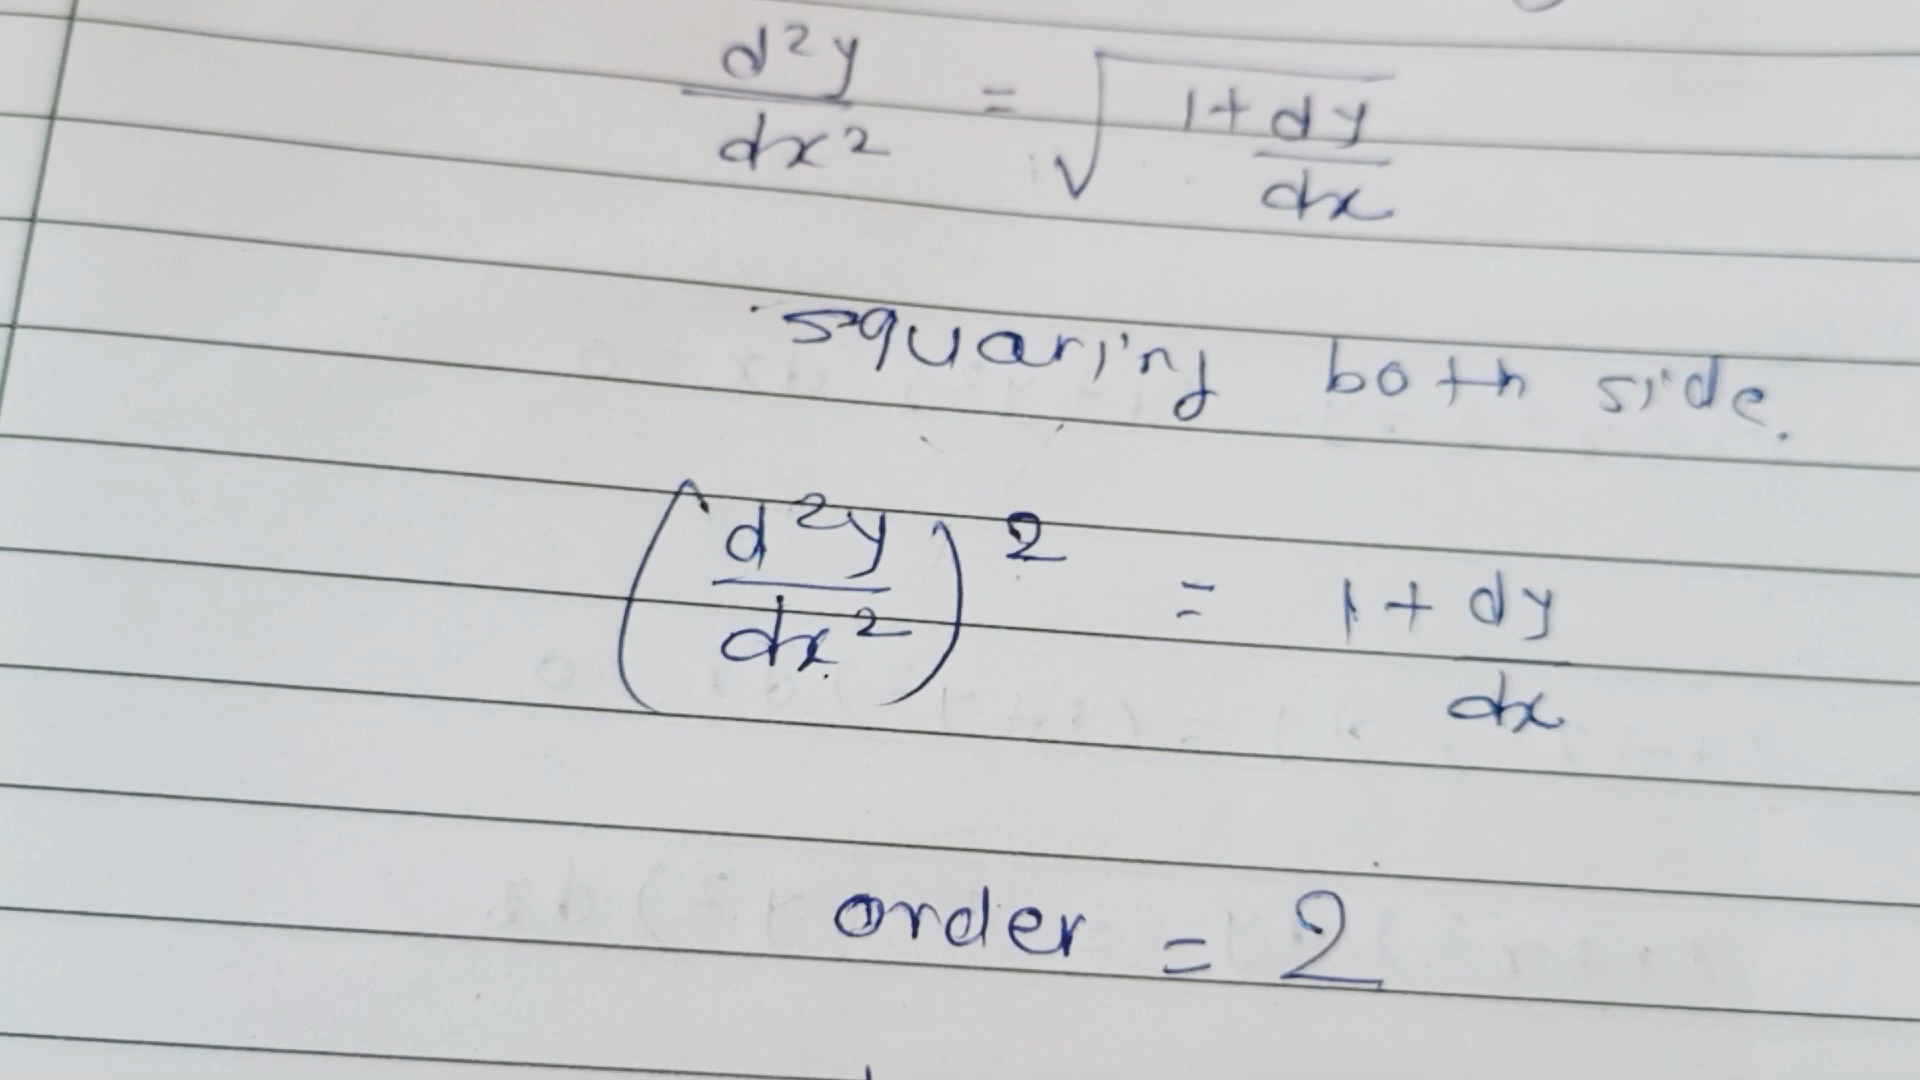 d²y/dx² = √(1+dy/dx)
squaring both side.
(d²y/dx²)² = 1+dy/dx
order = 2